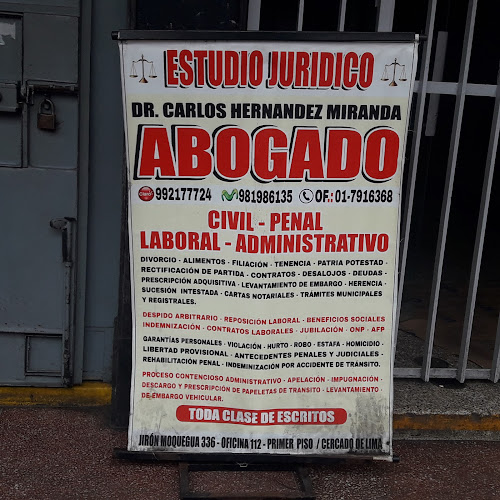 ESTUDIO JURIDICO
DR. CARLOS HERNANDEZ MIRANDA
ABOGADO
Claro 992177724 981986135 OF.: 01-7916368
CIVIL - PENAL
LABORAL - ADMINISTRATIVO
DIVORCIO - ALIMENTOS - FILIACIÓN - TENENCIA - PATRIA POTESTAD -
RECTIFICACIÓN DE PARTIDA - CONTRATOS - DESALOJOS - DEUDAS -
PRESCRIPCIÓN ADQUISITIVA - LEVANTAMIENTO DE EMBARGO - HERENCIA -
SUCESIÓN INTESTADA - CARTAS NOTARIALES - TRÁMITES MUNICIPALES
Y REGISTRALES.
DESPIDO ARBITRARIO - REPOSICIÓN LABORAL - BENEFICIOS SOCIALES
INDEMNIZACIÓN - CONTRATOS LABORALES - JUBILACIÓN - ONP - AFP
GARANTÍAS PERSONALES - VIOLACIÓN - HURTO - ROBO - ESTAFA - HOMICIDIO -
LIBERTAD PROVISIONAL - ANTECEDENTES PENALES Y JUDICIALES -
REHABILITACIÓN PENAL - INDEMNIZACIÓN POR ACCIDENTE DE TRÁNSITO.
PROCESO CONTENCIOSO ADMINISTRATIVO - APELACIÓN - IMPUGNACIÓN -
DESCARGO Y PRESCRIPCIÓN DE PAPELETAS DE TRÁNSITO - LEVANTAMIENTO
DE EMBARGO VEHICULAR.
TODA CLASE DE ESCRITOS
JIRÓN MOQUEGUA 336 - OFICINA 112 - PRIMER PISO / CERCADO DE LIMA